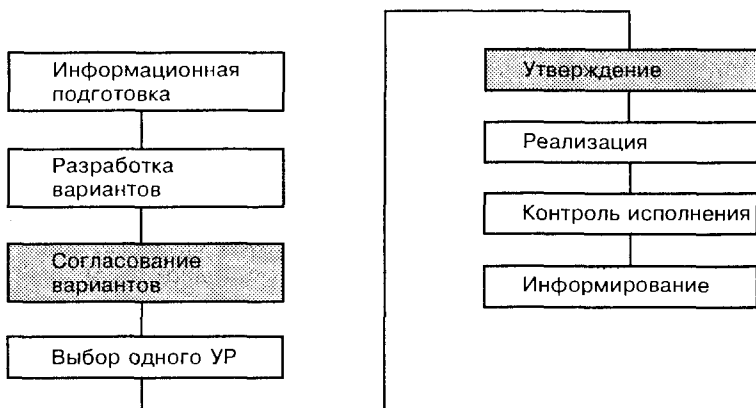 Информационная
подготовка
Разработка
вариантов
Согласование
вариантов
Выбор одного УР
Утверждение
Реализация
Контроль исполнения
Информирование